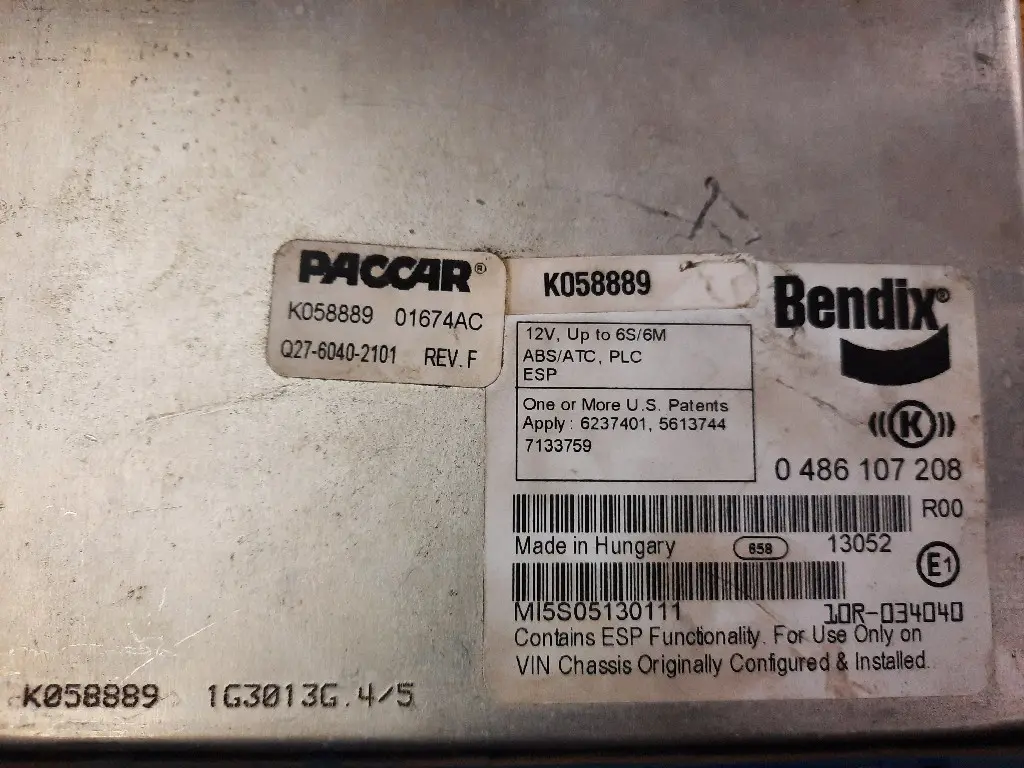 PACCAR®
K058889 01674AC
Q27-6040-2101 REV. F
K058889
Bendix®
12V, Up to 6S/6M
ABS/ATC, PLC
ESP
One or More U.S. Patents
Apply : 6237401, 5613744
7133759
K
0 486 107 208
R00
Made in Hungary 658 13052
E1
MI5S05130111 10R-034040
Contains ESP Functionality. For Use Only on
VIN Chassis Originally Configured & Installed.
K058889 1G3013G.4/5